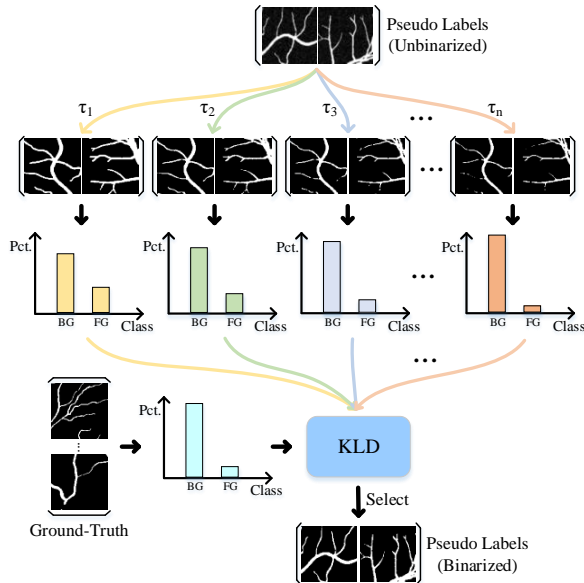 Pseudo Labels
(Unbinarized)
τ1 τ2 τ3 ... τn
...
Pct. Pct. Pct. Pct.
...
BG FG Class BG FG Class BG FG Class BG FG Class
...
Pct.
KLD
BG FG Class
Select
Ground-Truth
Pseudo Labels
(Binarized)